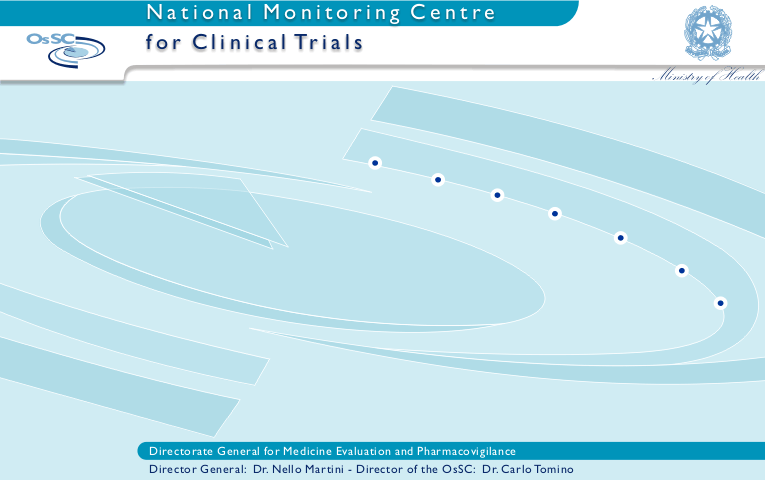 National Monitoring Centre
OsSC
for Clinical Trials
Ministry of Health
Directorate General for Medicine Evaluation and Pharmacovigilance
Director General: Dr. Nello Martini - Director of the OsSC: Dr. Carlo Tomino